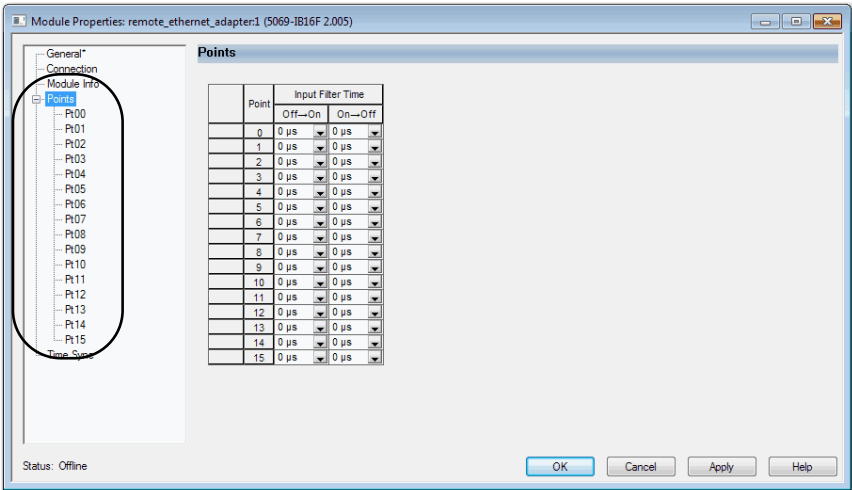 Module Properties: remote_ethernet_adapter:1 (5069-IB16F 2.005)
General*
Connection
Module Info
Points
Pt00
Pt01
Pt02
Pt03
Pt04
Pt05
Pt06
Pt07
Pt08
Pt09
Pt10
Pt11
Pt12
Pt13
Pt14
Pt15
Time Sync
Points
Point Input Filter Time
Off→On On→Off
0 0 µs 0 µs
1 0 µs 0 µs
2 0 µs 0 µs
3 0 µs 0 µs
4 0 µs 0 µs
5 0 µs 0 µs
6 0 µs 0 µs
7 0 µs 0 µs
8 0 µs 0 µs
9 0 µs 0 µs
10 0 µs 0 µs
11 0 µs 0 µs
12 0 µs 0 µs
13 0 µs 0 µs
14 0 µs 0 µs
15 0 µs 0 µs
Status: Offline
OK Cancel Apply Help